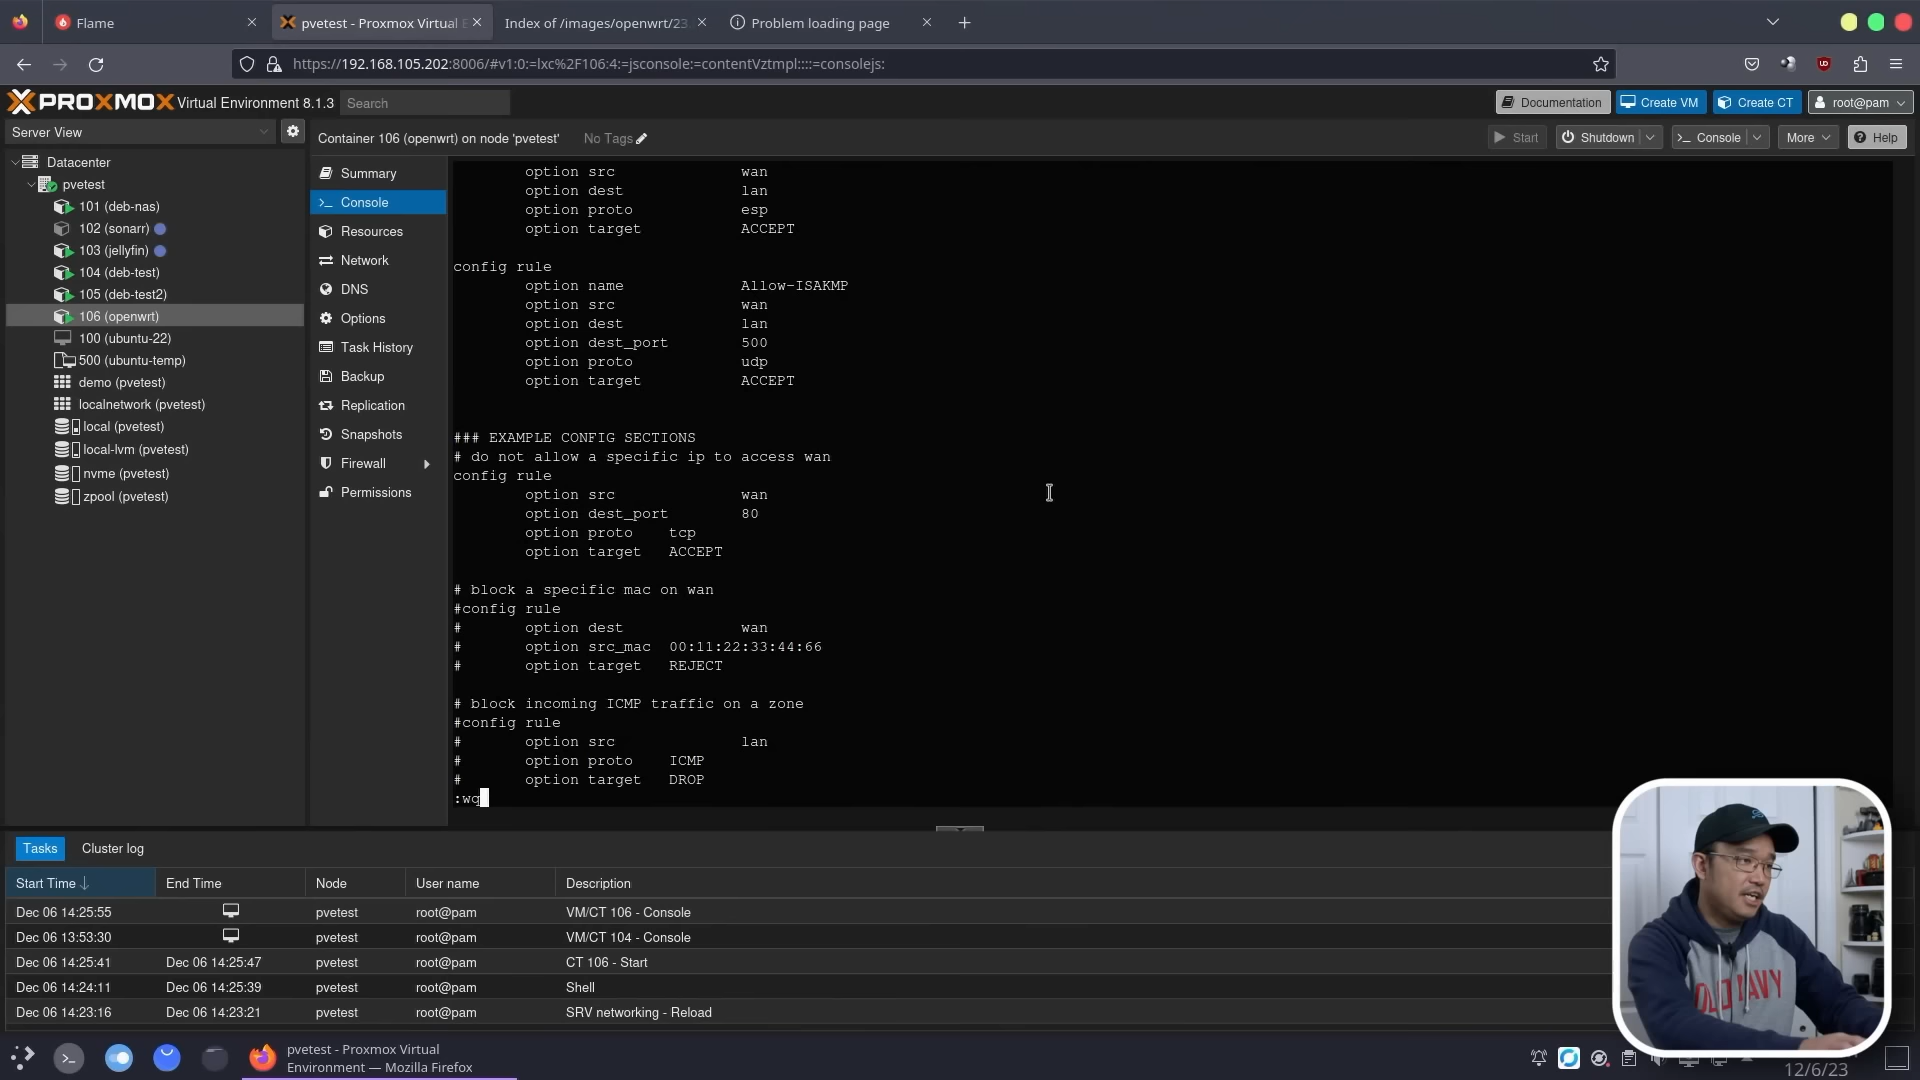 Flame
pvetest - Proxmox Virtual E
Index of /images/openwrt/23
Problem loading page
https://192.168.105.202:8006/#v1:0:=lxc%2F106:4:=jsconsole:=contentVztmpl::::=consolejs:
PROXMOX Virtual Environment 8.1.3
Search
Documentation
Create VM
Create CT
root@pam
Server View
Container 106 (openwrt) on node 'pvetest'
No Tags
Start
Shutdown
Console
More
Help
Datacenter
pvetest
101 (deb-nas)
102 (sonarr)
103 (jellyfin)
104 (deb-test)
105 (deb-test2)
106 (openwrt)
100 (ubuntu-22)
500 (ubuntu-temp)
demo (pvetest)
localnetwork (pvetest)
local (pvetest)
local-lvm (pvetest)
nvme (pvetest)
zpool (pvetest)
Summary
Console
Resources
Network
DNS
Options
Task History
Backup
Replication
Snapshots
Firewall
Permissions
option src wan
option dest lan
option proto esp
option target ACCEPT
config rule
option name Allow-ISAKMP
option src wan
option dest lan
option dest_port 500
option proto udp
option target ACCEPT
### EXAMPLE CONFIG SECTIONS
# do not allow a specific ip to access wan
config rule
option src wan
option dest_port 80
option proto tcp
option target ACCEPT
# block a specific mac on wan
#config rule
# option dest wan
# option src_mac 00:11:22:33:44:66
# option target REJECT
# block incoming ICMP traffic on a zone
#config rule
# option src lan
# option proto ICMP
# option target DROP
:wq
Tasks
Cluster log
Start Time End Time Node User name Description
Dec 06 14:25:55 pvetest root@pam VM/CT 106 - Console
Dec 06 13:53:30 pvetest root@pam VM/CT 104 - Console
Dec 06 14:25:41 Dec 06 14:25:47 pvetest root@pam CT 106 - Start
Dec 06 14:24:11 Dec 06 14:25:39 pvetest root@pam Shell
Dec 06 14:23:16 Dec 06 14:23:21 pvetest root@pam SRV networking - Reload
OLD NAVY
pvetest - Proxmox Virtual
Environment — Mozilla Firefox
12/6/23